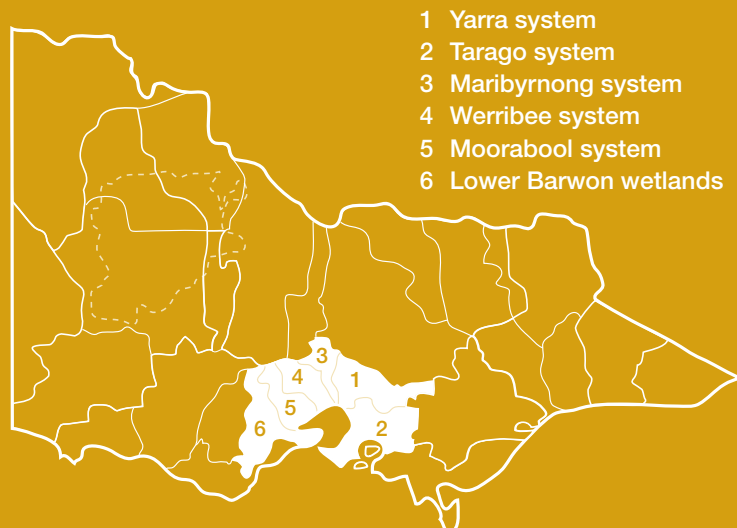 1 Yarra system
2 Tarago system
3 Maribyrnong system
4 Werribee system
5 Moorabool system
6 Lower Barwon wetlands
3
4
1
5
6
2